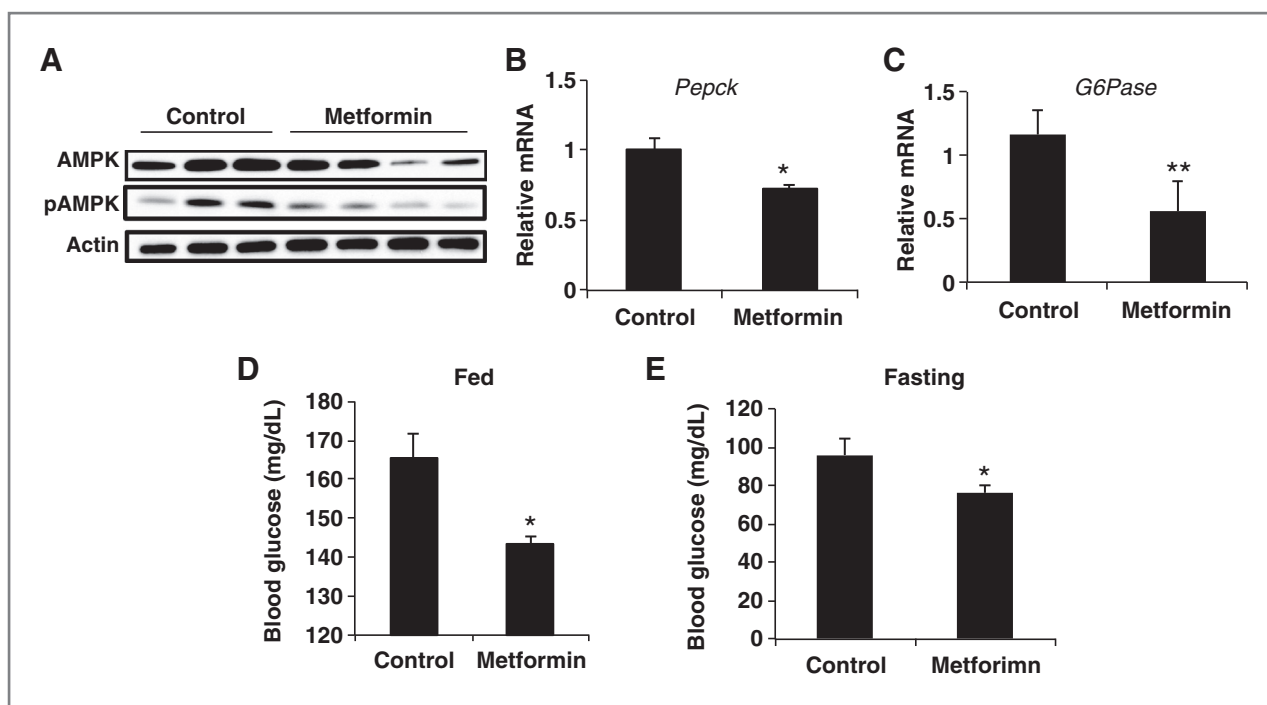 A
Control Metformin
AMPK
pAMPK
Actin
B
Pepck
Relative mRNA
1.5
1
*
0.5
0
Control Metformin
C
G6Pase
Relative mRNA
1.5
1
**
0.5
0
Control Metformin
D
Fed
Blood glucose (mg/dL)
180
170
160
150
*
140
130
120
Control Metformin
E
Fasting
Blood glucose (mg/dL)
120
100
*
80
60
40
20
0
Control Metforimn